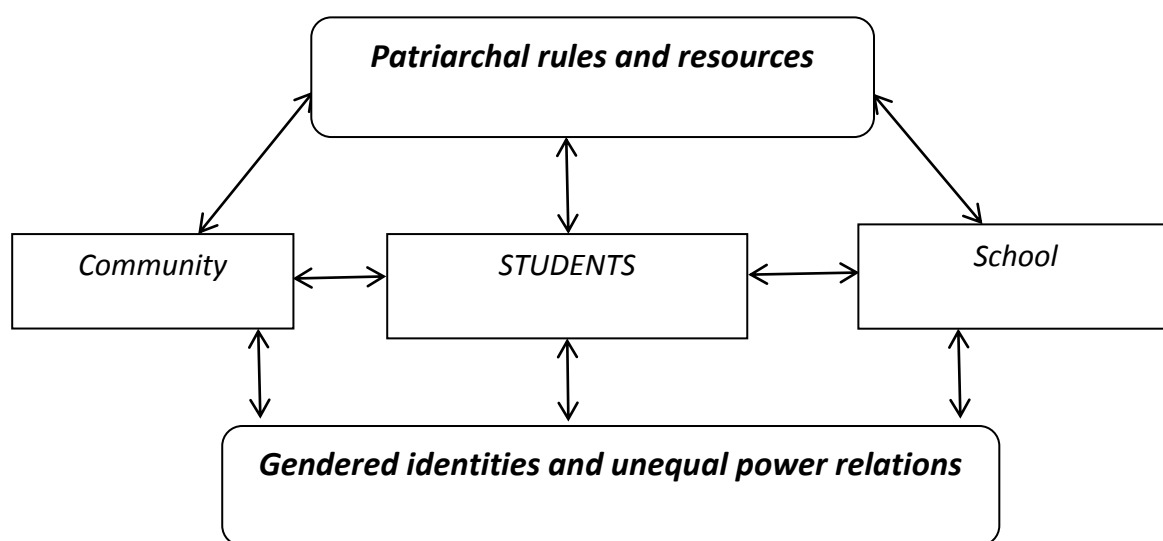 Patriarchal rules and resources
Community
STUDENTS
School
Gendered identities and unequal power relations